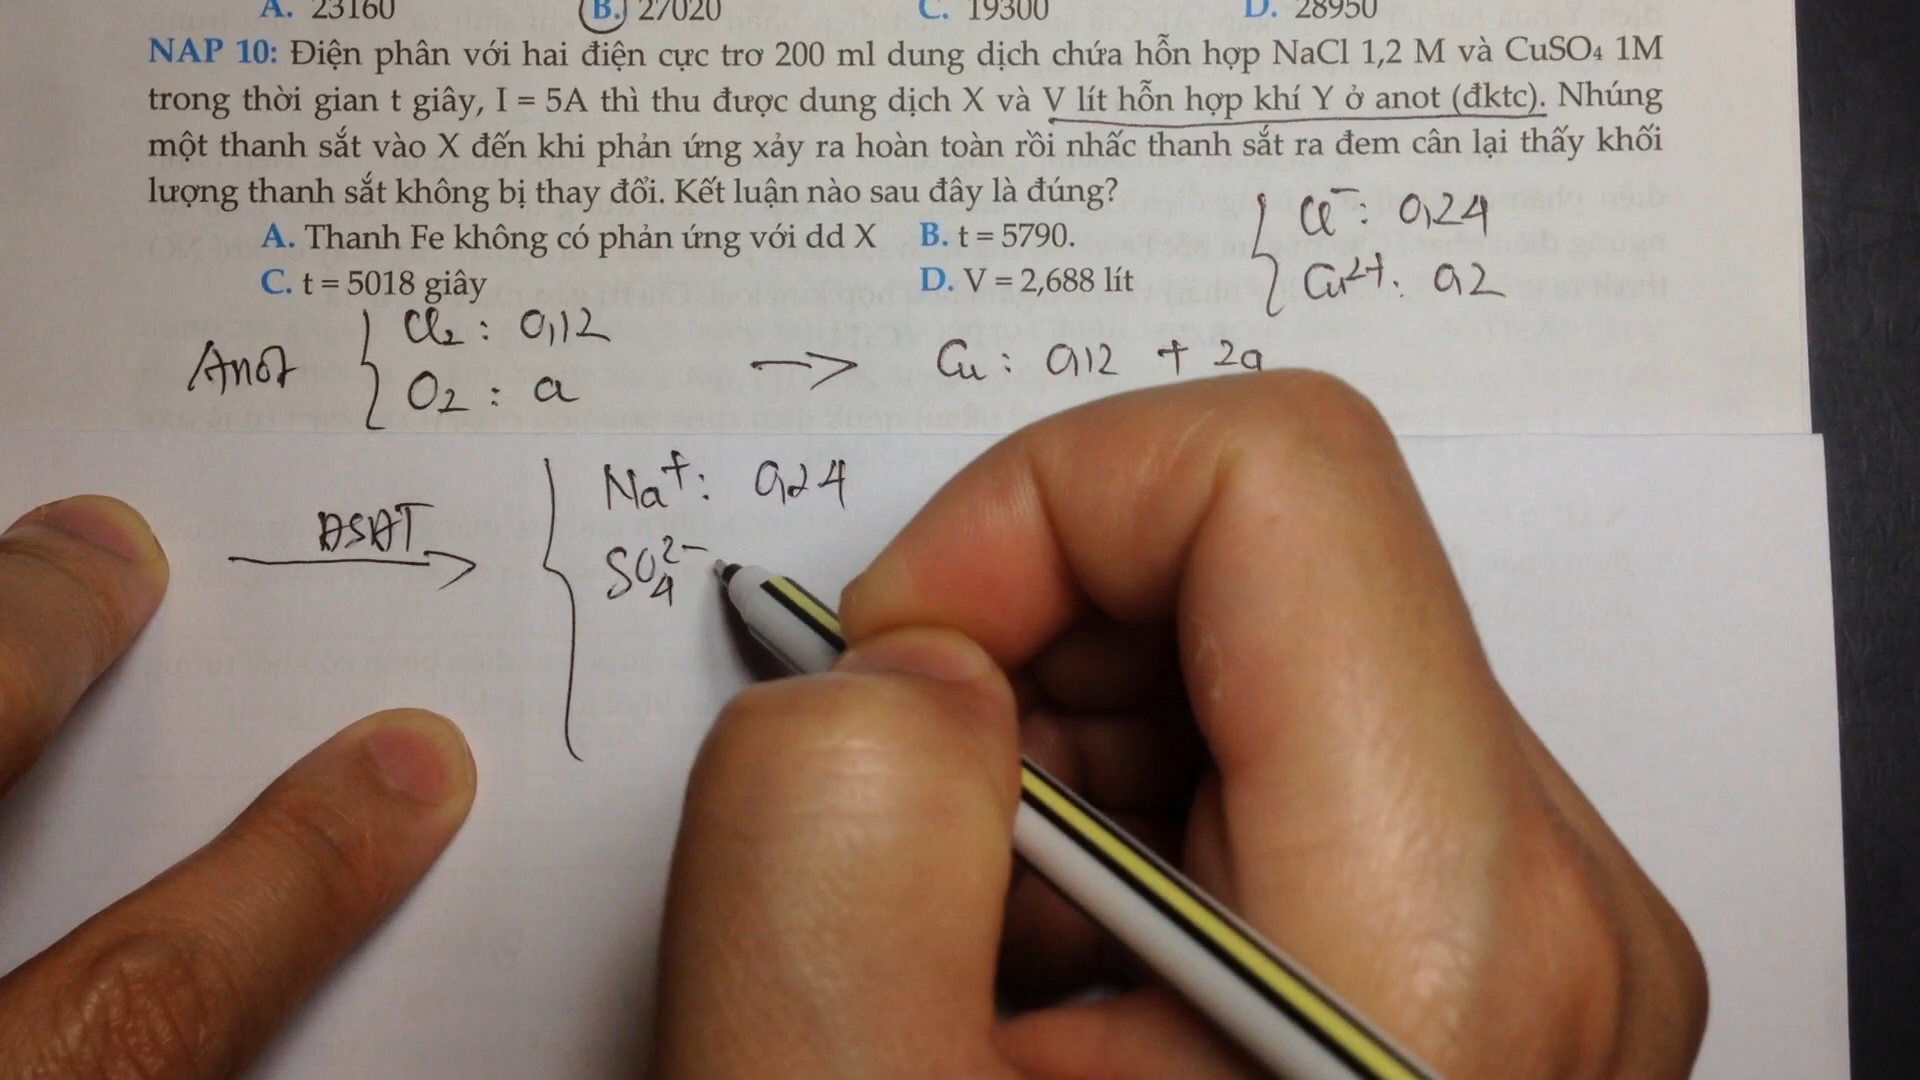 A. 23160 B. 27020 C. 19300 D. 28950
NAP 10: Điện phân với hai điện cực trơ 200 ml dung dịch chứa hỗn hợp NaCl 1,2 M và CuSO₄ 1M
trong thời gian t giây, I = 5A thì thu được dung dịch X và V lít hỗn hợp khí Y ở anot (đktc). Nhúng
một thanh sắt vào X đến khi phản ứng xảy ra hoàn toàn rồi nhấc thanh sắt ra đem cân lại thấy khối
lượng thanh sắt không bị thay đổi. Kết luận nào sau đây là đúng?
A. Thanh Fe không có phản ứng với dd X B. t = 5790.
C. t = 5018 giây D. V = 2,688 lít
Cl⁻: 0,24
Cu²⁺: 0,2
Anot
Cl₂ : 0,12
O₂ : a
→ Cu : 0,12 + 2a
BSĐT →
Na⁺: 0,24
SO₄²⁻